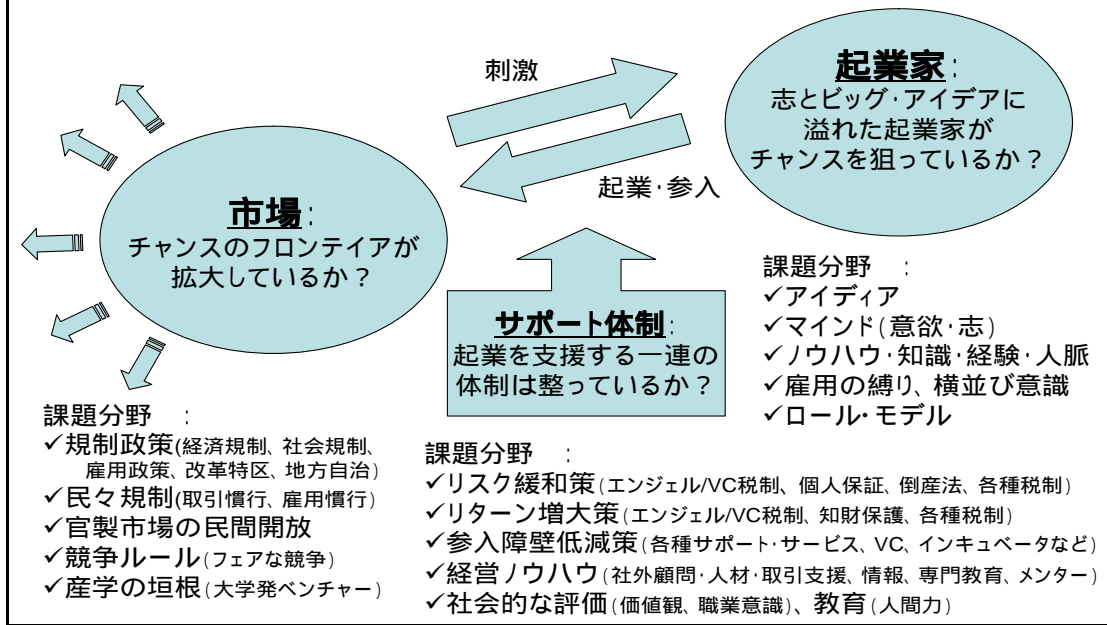 刺激
起業家:
志とビッグ・アイデアに
溢れた起業家が
チャンスを狙っているか?
起業・参入
市場:
チャンスのフロンテイアが
拡大しているか?
サポート体制:
起業を支援する一連の
体制は整っているか?
課題分野 :
✓アイディア
✓マインド(意欲・志)
✓ノウハウ・知識・経験・人脈
✓雇用の縛り、横並び意識
✓ロール・モデル
課題分野 :
✓規制政策(経済規制、社会規制、
雇用政策、改革特区、地方自治)
✓民々規制(取引慣行、雇用慣行)
✓官製市場の民間開放
✓競争ルール(フェアな競争)
✓産学の垣根(大学発ベンチャー)
課題分野 :
✓リスク緩和策(エンジェル/VC税制、個人保証、倒産法、各種税制)
✓リターン増大策(エンジェル/VC税制、知財保護、各種税制)
✓参入障壁低減策(各種サポート・サービス、VC、インキュベータなど)
✓経営ノウハウ(社外顧問・人材・取引支援、情報、専門教育、メンター)
✓社会的な評価(価値観、職業意識)、教育(人間力)